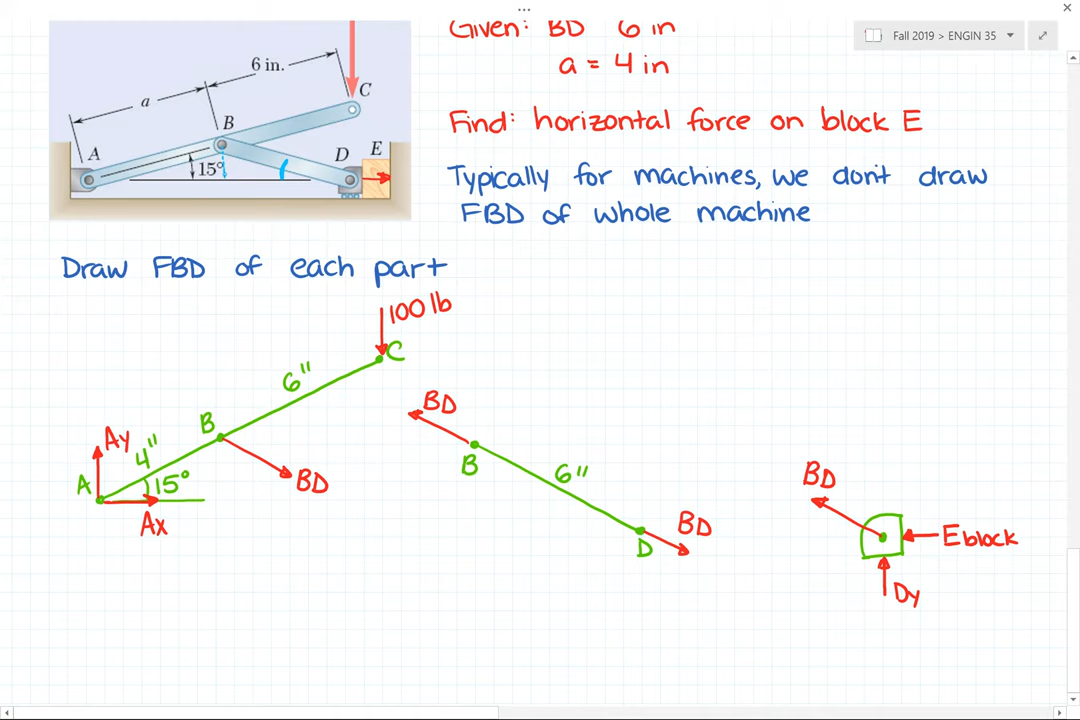 ...
Fall 2019 > ENGIN 35
Given: BD 6 in
a = 4 in
6 in.
a
C
B
A
D
E
15°
Find: horizontal force on block E
Typically for machines, we don't draw
FBD of whole machine
Draw FBD of each part
100 lb
C
6"
B
4"
Ay
A
15°
Ax
BD
BD
B
6"
BD
D
BD
E block
Dy